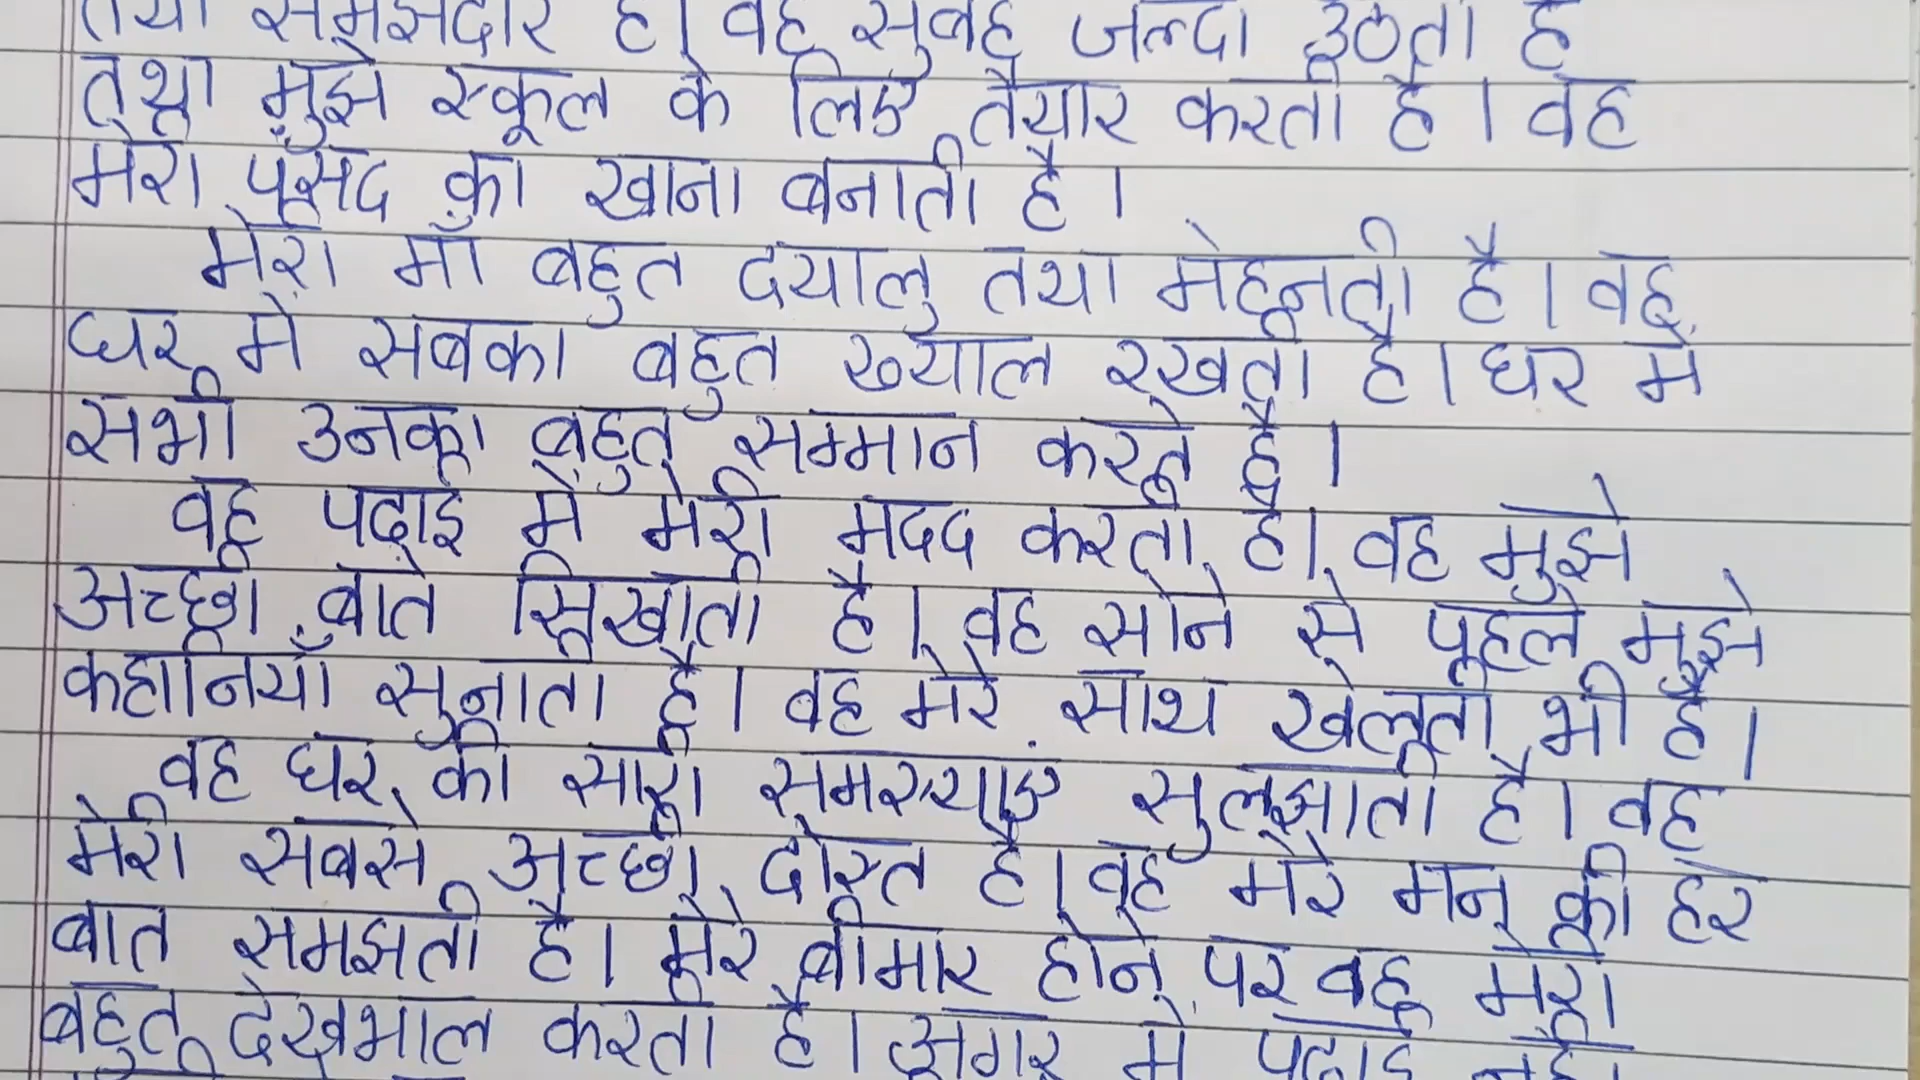 तथा समझदार है। वह सुबह जल्दी उठती है
तथा मुझे स्कूल के लिए तैयार करती है। वह
मेरी पसंद का खाना बनाती है।
मेरी माँ बहुत दयालु तथा मेहनती है। वह
घर में सबका बहुत ख्याल रखती है। घर में
सभी उनका बहुत सम्मान करते हैं।
वह पढ़ाई में मेरी मदद करती है। वह मुझे
अच्छी बातें सिखाती है। वह सोने से पहले मुझे
कहानियाँ सुनाती है। वह मेरे साथ खेलती भी है।
वह घर की सारी समस्याएं सुलझाती है। वह
मेरी सबसे अच्छी दोस्त है। वह मेरे मन की हर
बात समझती है। मेरे बीमार होने पर वह मेरी
बहुत देखभाल करती है। अगर मैं पढ़ाई नहीं